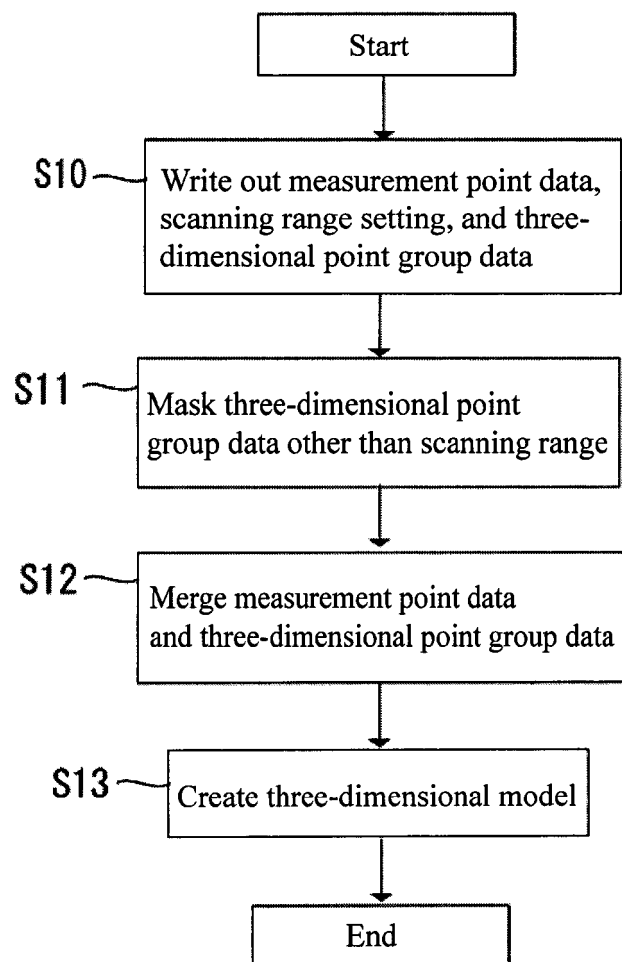 Start
S10
Write out measurement point data,
scanning range setting, and three-
dimensional point group data
S11
Mask three-dimensional point
group data other than scanning range
S12
Merge measurement point data
and three-dimensional point group data
S13
Create three-dimensional model
End